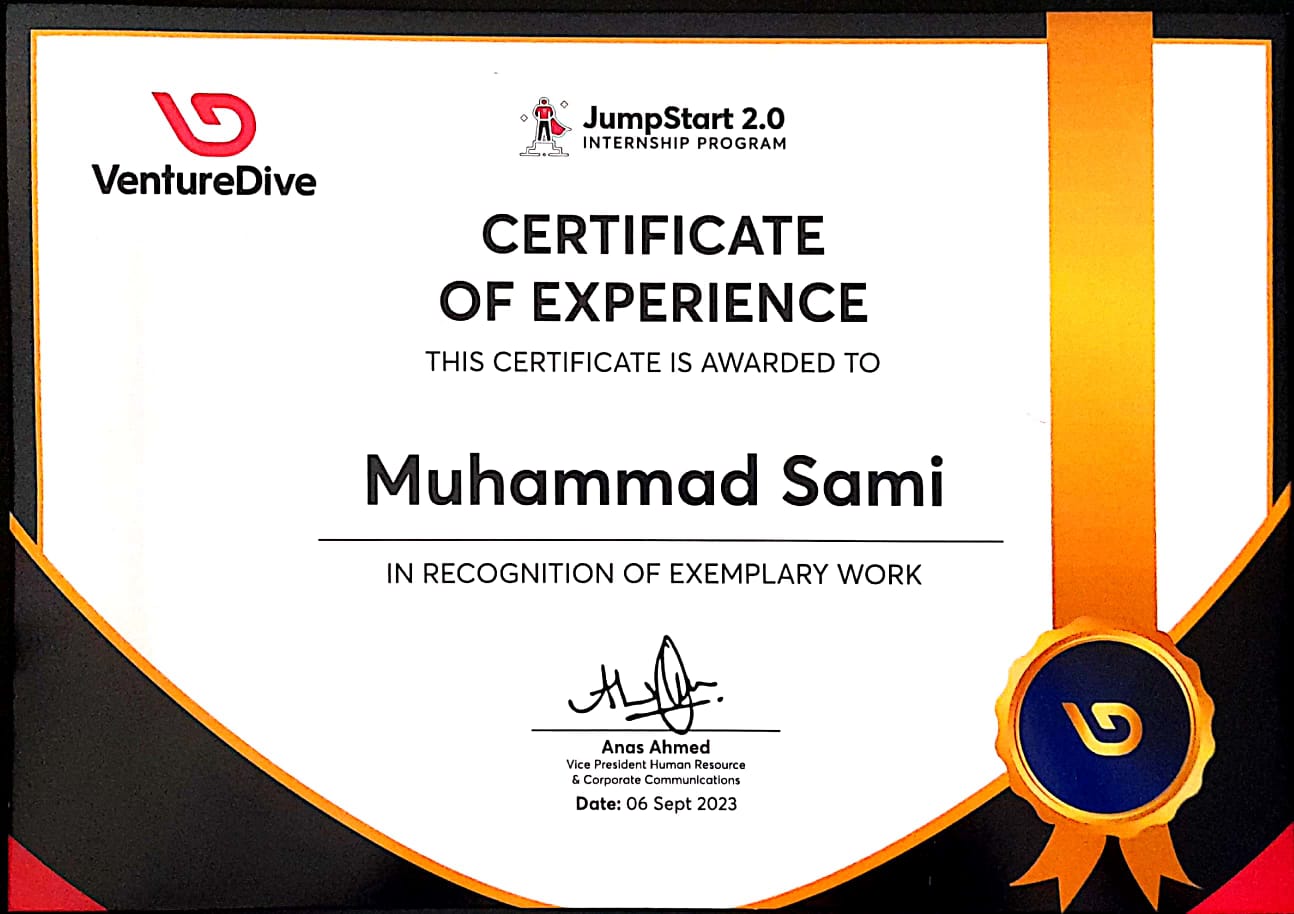 VentureDive
JumpStart 2.0
INTERNSHIP PROGRAM
CERTIFICATE
OF EXPERIENCE
THIS CERTIFICATE IS AWARDED TO
Muhammad Sami
IN RECOGNITION OF EXEMPLARY WORK
Anas Ahmed
Vice President Human Resource
& Corporate Communications
Date: 06 Sept 2023